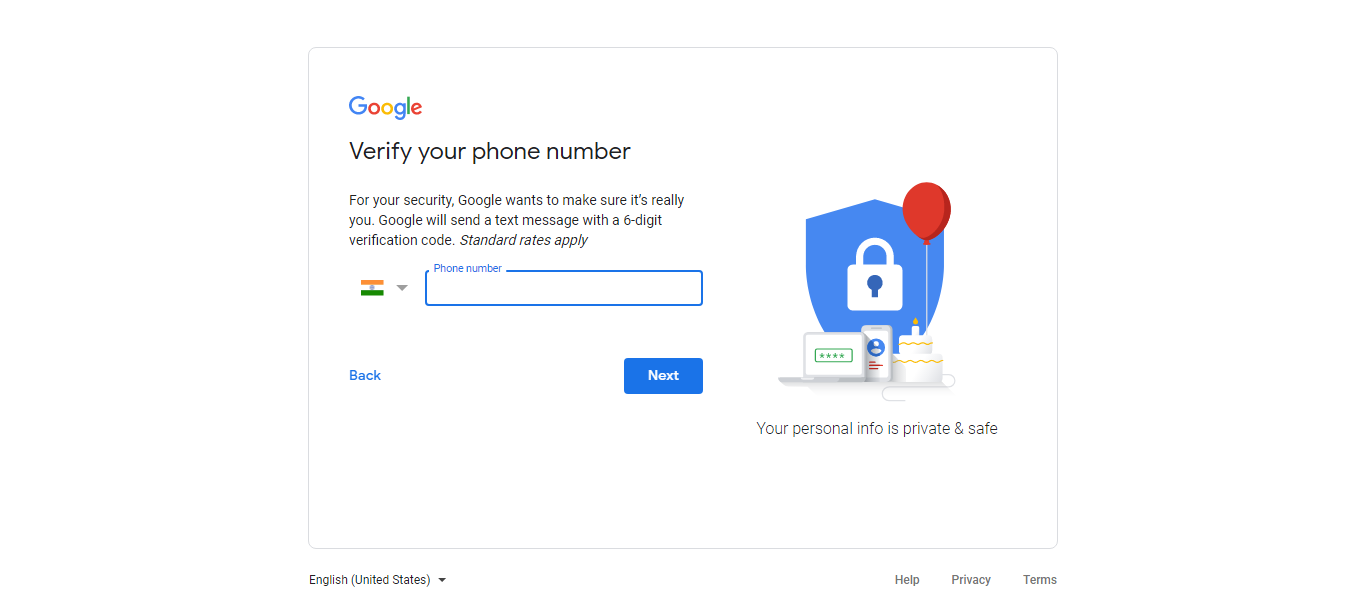 Google
Verify your phone number
For your security, Google wants to make sure it's really
you. Google will send a text message with a 6-digit
verification code. Standard rates apply
Phone number
Back
Next
****
Your personal info is private & safe
English (United States)
Help
Privacy
Terms